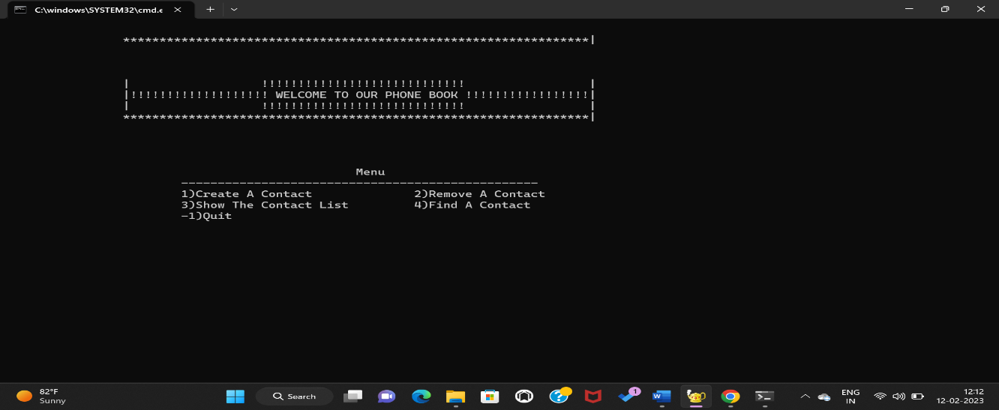 C:\windows\SYSTEM32\cmd.e
****************************************************************|
|                  !!!!!!!!!!!!!!!!!!!!!!!!!!!!                 |
|!!!!!!!!!!!!!!!!!!! WELCOME TO OUR PHONE BOOK !!!!!!!!!!!!!!!!!|
|                  !!!!!!!!!!!!!!!!!!!!!!!!!!!!                 |
****************************************************************|
Menu
-------------------------------------------------
1)Create A Contact              2)Remove A Contact
3)Show The Contact List         4)Find A Contact
-1)Quit
82°F
Sunny
Search
1
ENG
IN
12:12
12-02-2023